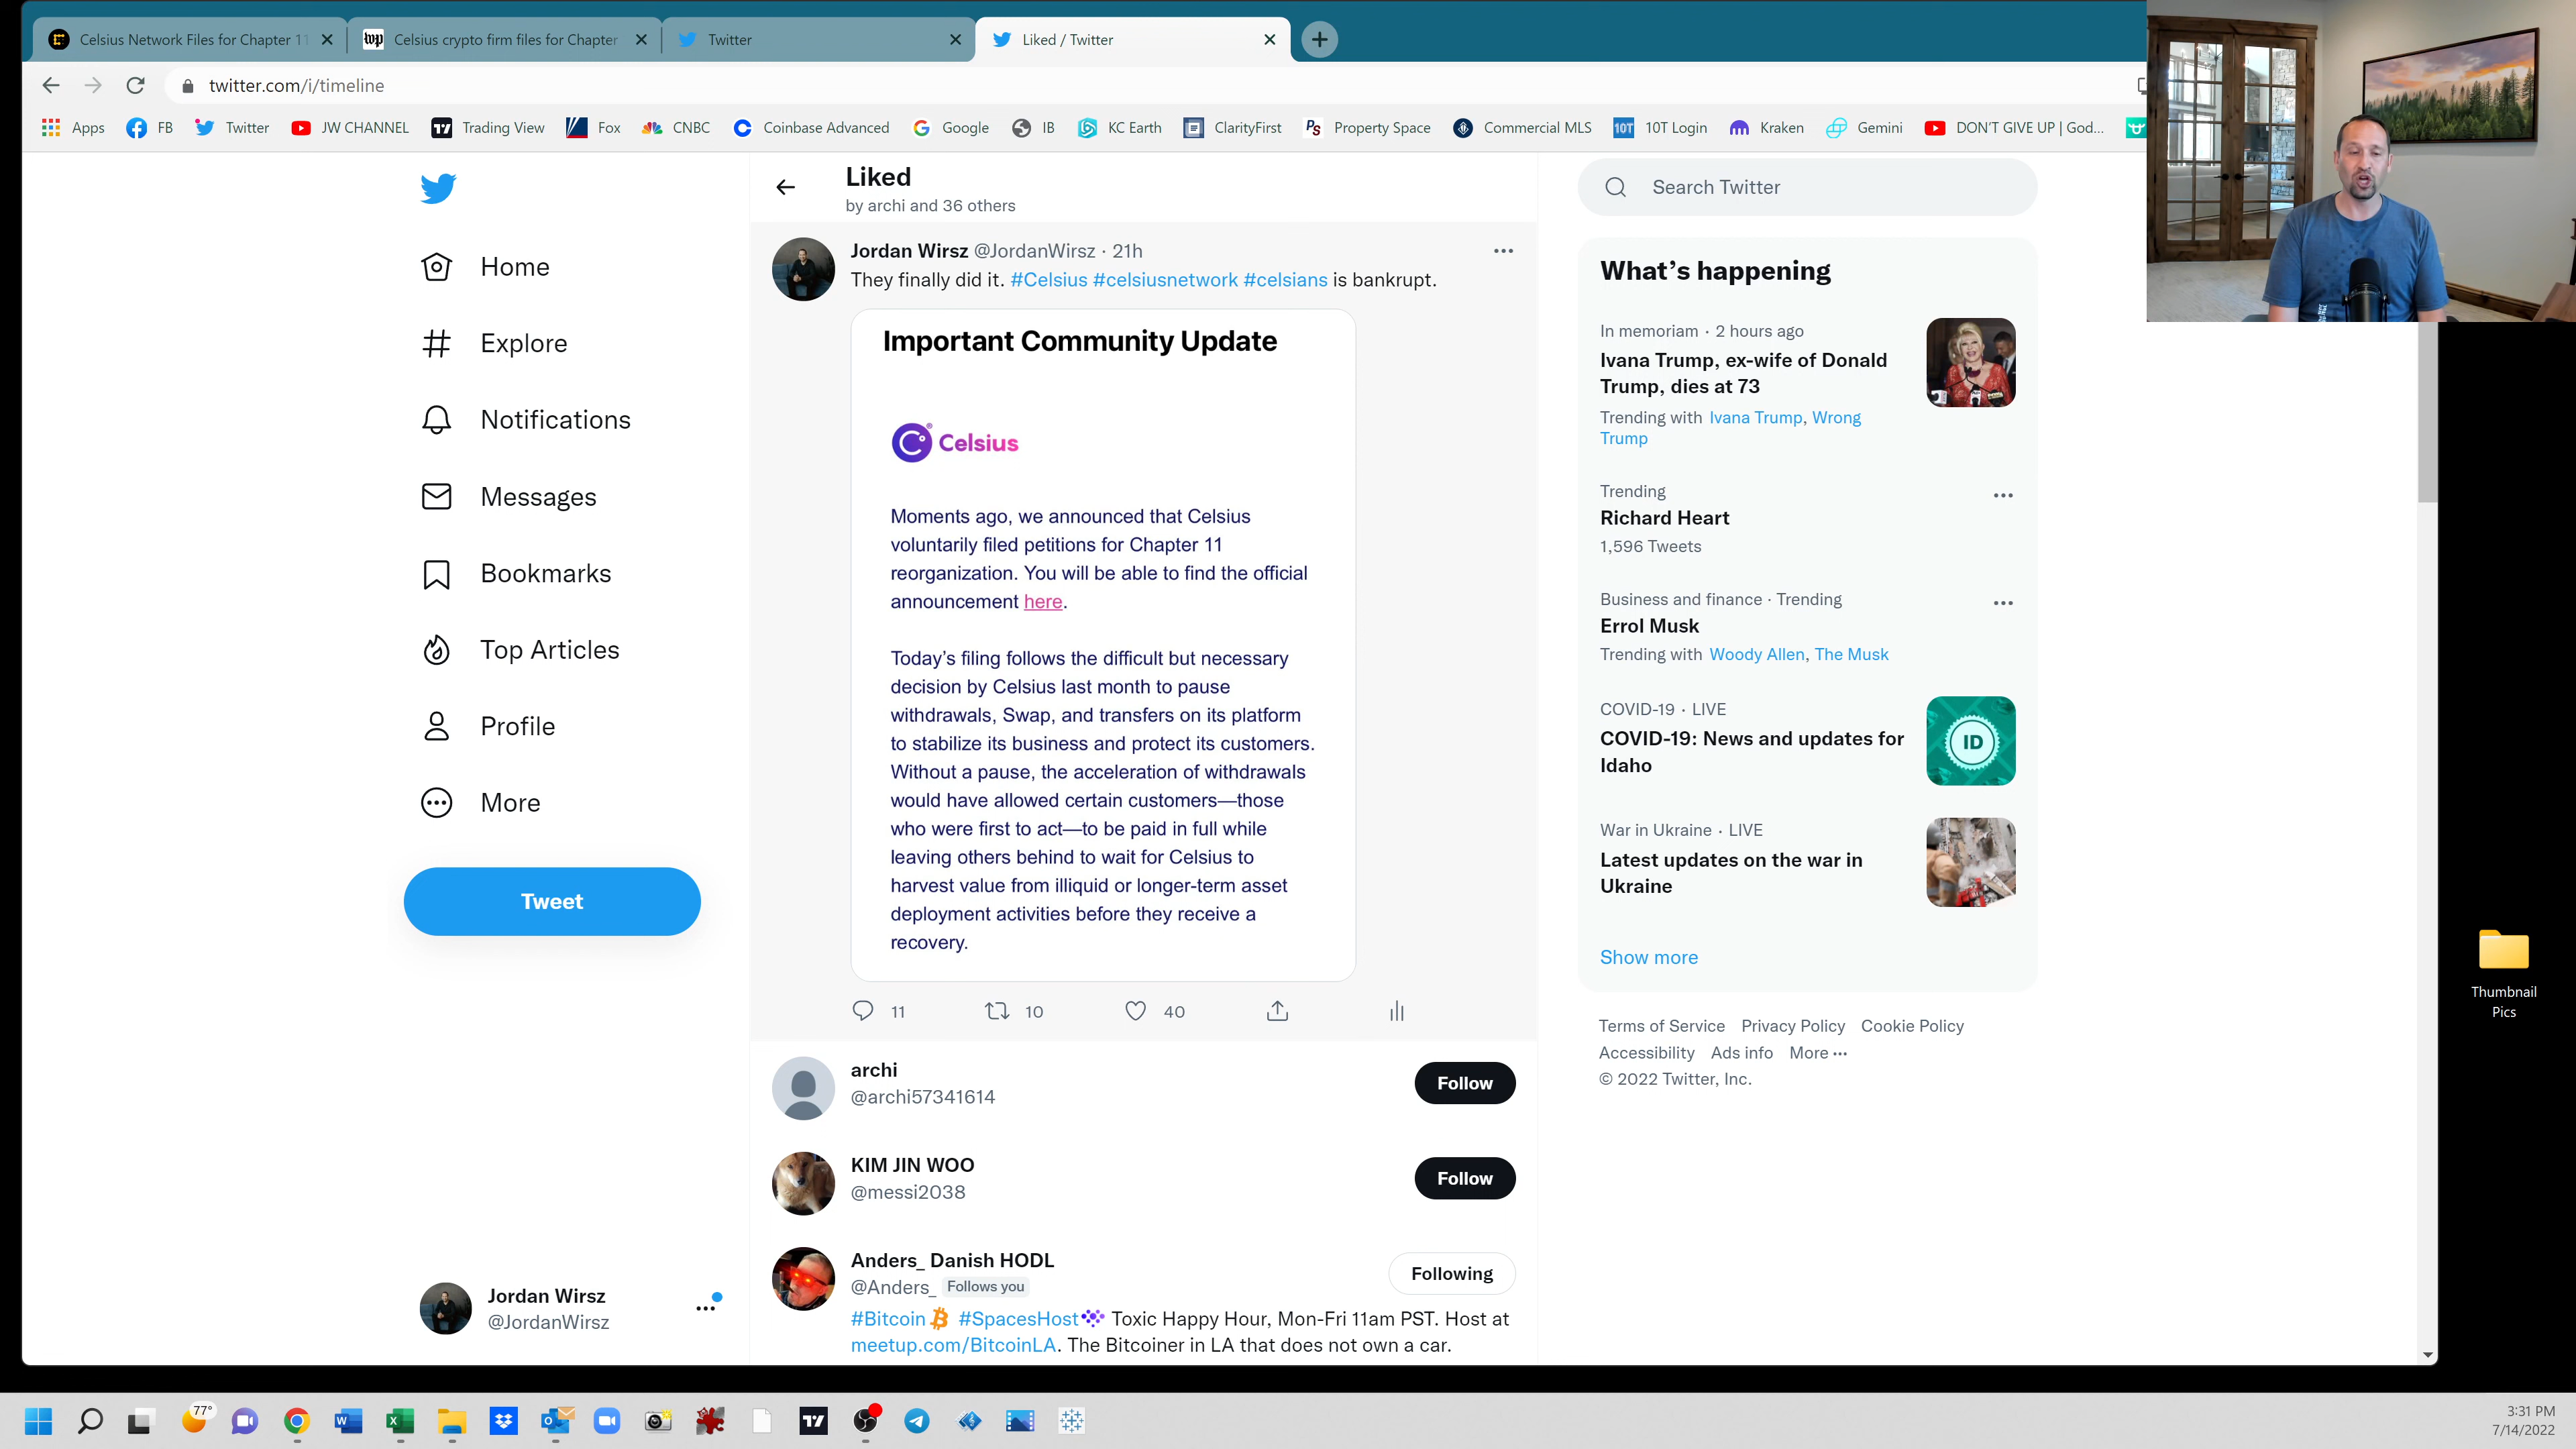 Celsius Network Files for Chapter 11
Celsius crypto firm files for Chapter
Twitter
Liked / Twitter
twitter.com/i/timeline
Apps
FB
Twitter
JW CHANNEL
Trading View
Fox
CNBC
Coinbase Advanced
Google
IB
KC Earth
ClarityFirst
Property Space
Commercial MLS
10T Login
Kraken
Gemini
DON'T GIVE UP | God...
Home
Explore
Notifications
Messages
Bookmarks
Top Articles
Profile
More
Tweet
Jordan Wirsz
@JordanWirsz
Liked
by archi and 36 others
Jordan Wirsz @JordanWirsz · 21h
They finally did it. #Celsius #celsiusnetwork #celsians is bankrupt.
Important Community Update
Celsius
Moments ago, we announced that Celsius
voluntarily filed petitions for Chapter 11
reorganization. You will be able to find the official
announcement here.
Today's filing follows the difficult but necessary
decision by Celsius last month to pause
withdrawals, Swap, and transfers on its platform
to stabilize its business and protect its customers.
Without a pause, the acceleration of withdrawals
would have allowed certain customers—those
who were first to act—to be paid in full while
leaving others behind to wait for Celsius to
harvest value from illiquid or longer-term asset
deployment activities before they receive a
recovery.
11 10 40
archi
@archi57341614
Follow
KIM JIN WOO
@messi2038
Follow
Anders_ Danish HODL
@Anders_ Follows you
Following
#Bitcoin #SpacesHost Toxic Happy Hour, Mon-Fri 11am PST. Host at
meetup.com/BitcoinLA. The Bitcoiner in LA that does not own a car.
Search Twitter
What's happening
In memoriam · 2 hours ago
Ivana Trump, ex-wife of Donald
Trump, dies at 73
Trending with Ivana Trump, Wrong
Trump
Trending
Richard Heart
1,596 Tweets
Business and finance · Trending
Errol Musk
Trending with Woody Allen, The Musk
COVID-19 · LIVE
COVID-19: News and updates for
Idaho
ID
War in Ukraine · LIVE
Latest updates on the war in
Ukraine
Show more
Terms of Service Privacy Policy Cookie Policy
Accessibility Ads info More ···
© 2022 Twitter, Inc.
Thumbnail
Pics
77°
3:31 PM
7/14/2022